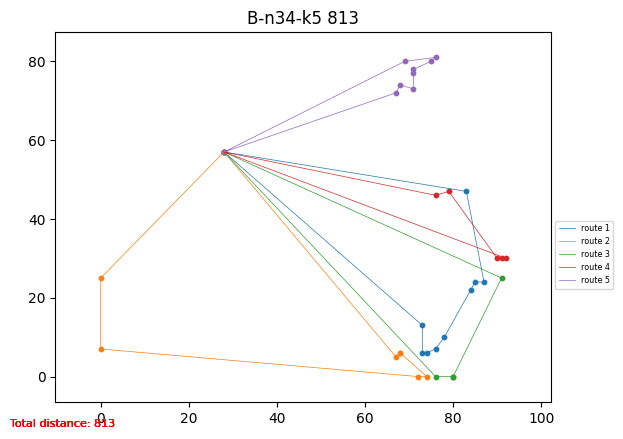 B-n34-k5 813
80
60
40
20
0
0 20 40 60 80 100
route 1
route 2
route 3
route 4
route 5
Total distance: 813